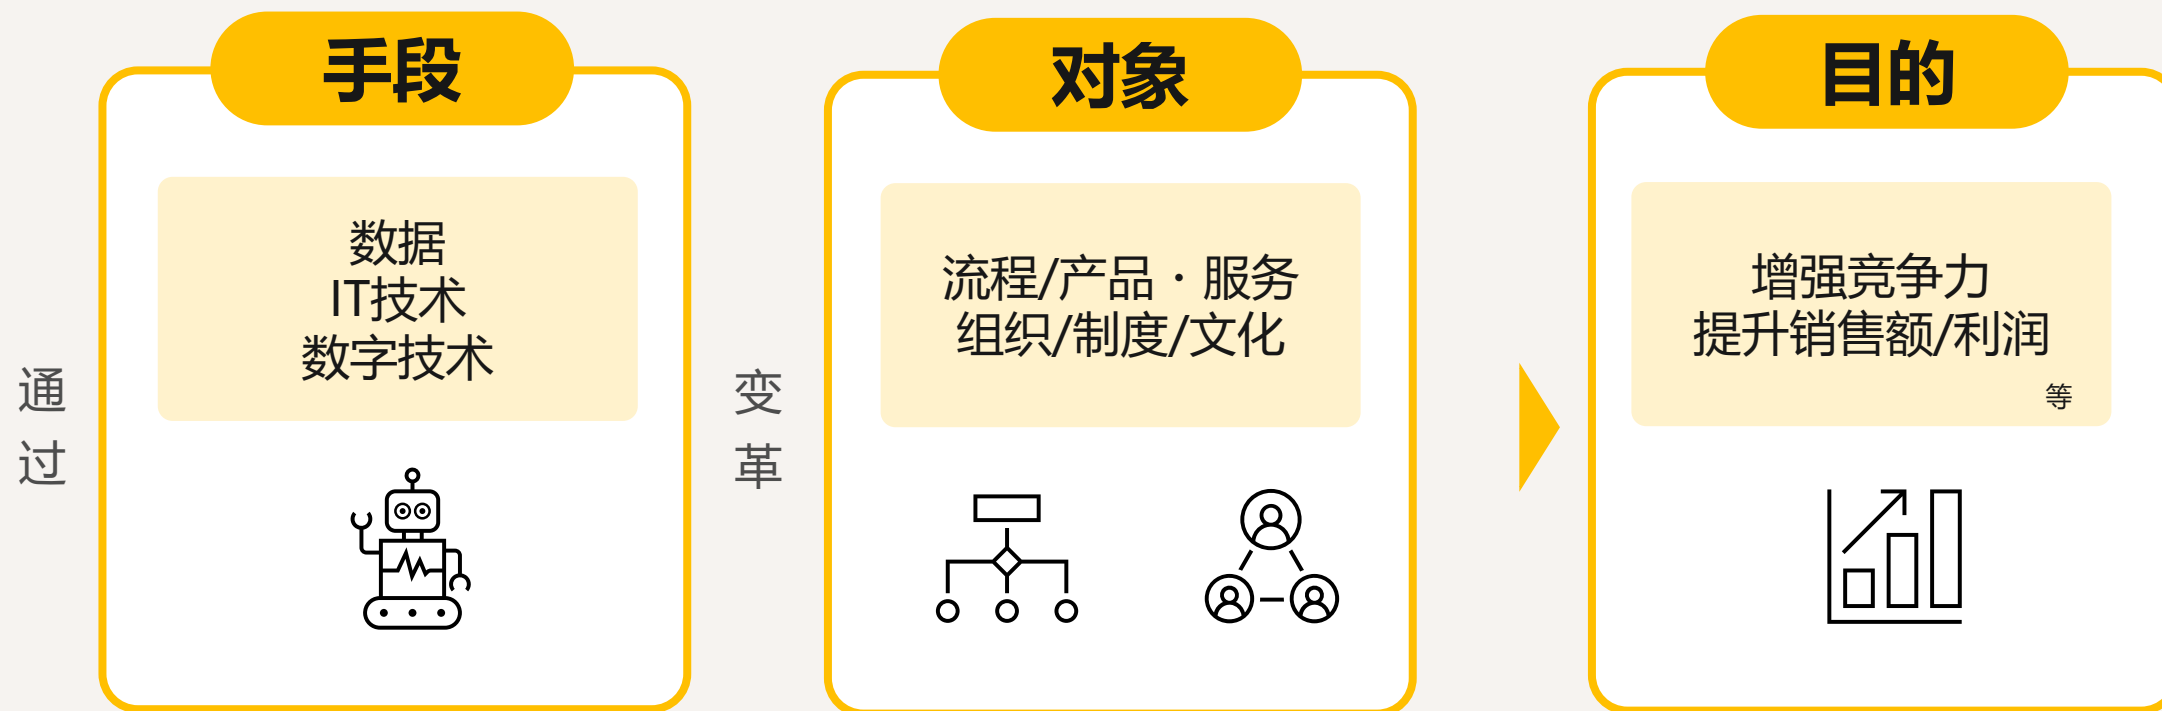 通过
手段
数据
IT技术
数字技术
变革
对象
流程/产品・服务
组织/制度/文化
目的
增强竞争力
提升销售额/利润
等